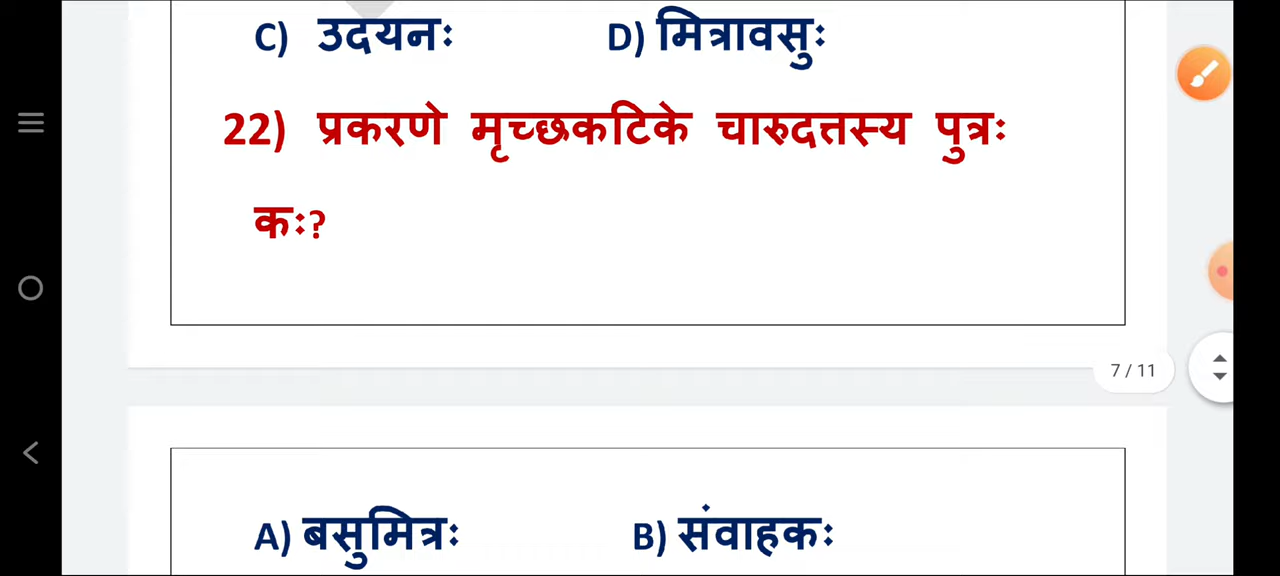 C) उदयनः D) मित्रावसुः
22) प्रकरणे मृच्छकटिके चारुदत्तस्य पुत्रः
कः?
7 / 11
A) बसुमित्रः B) संवाहकः